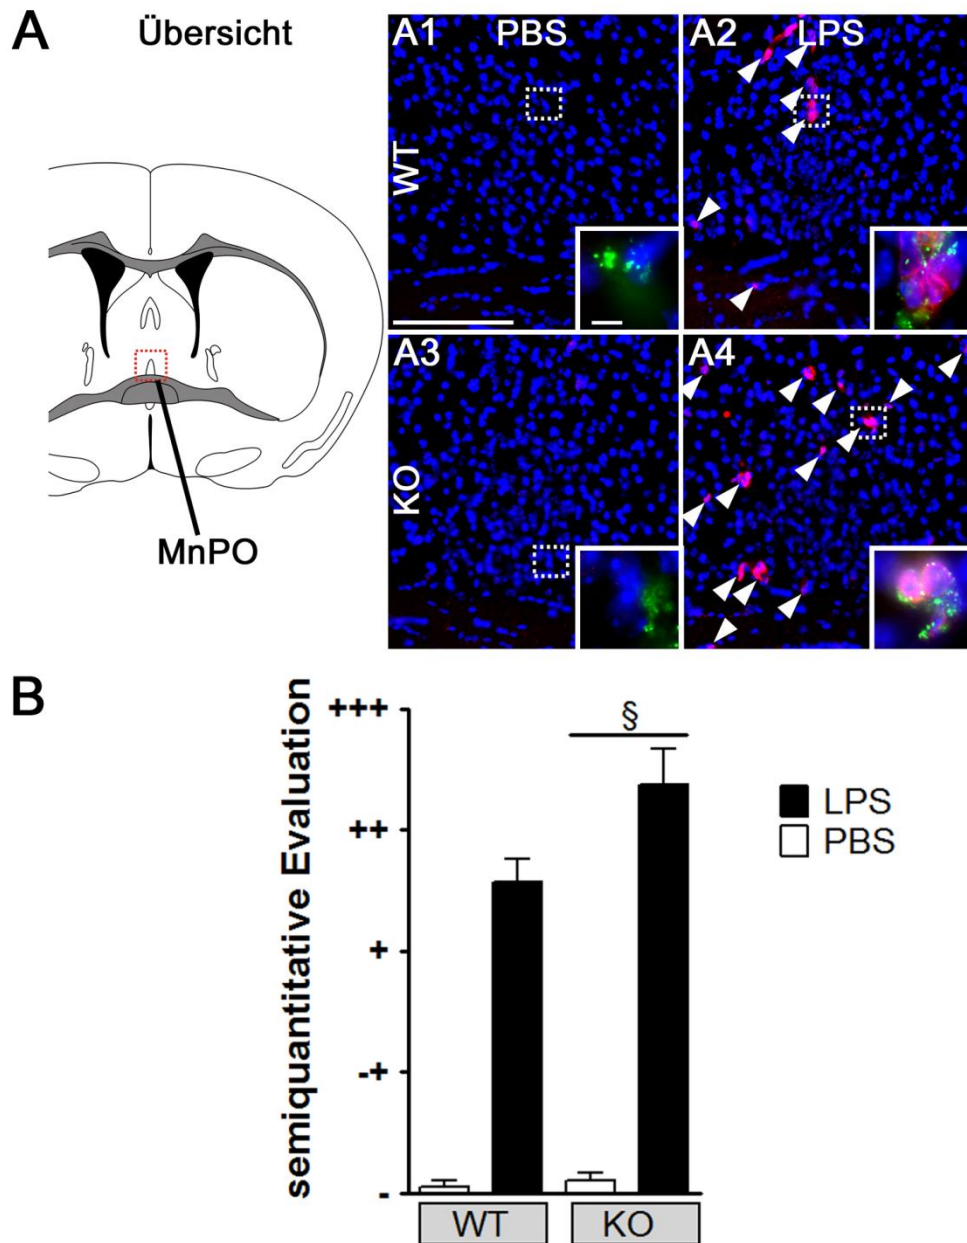 A
Übersicht
MnPO
A1 PBS
A2 LPS
WT
A3
A4
KO
B
semiquantitative Evaluation
+++
++
+
-+
-
§
LPS
PBS
WT
KO